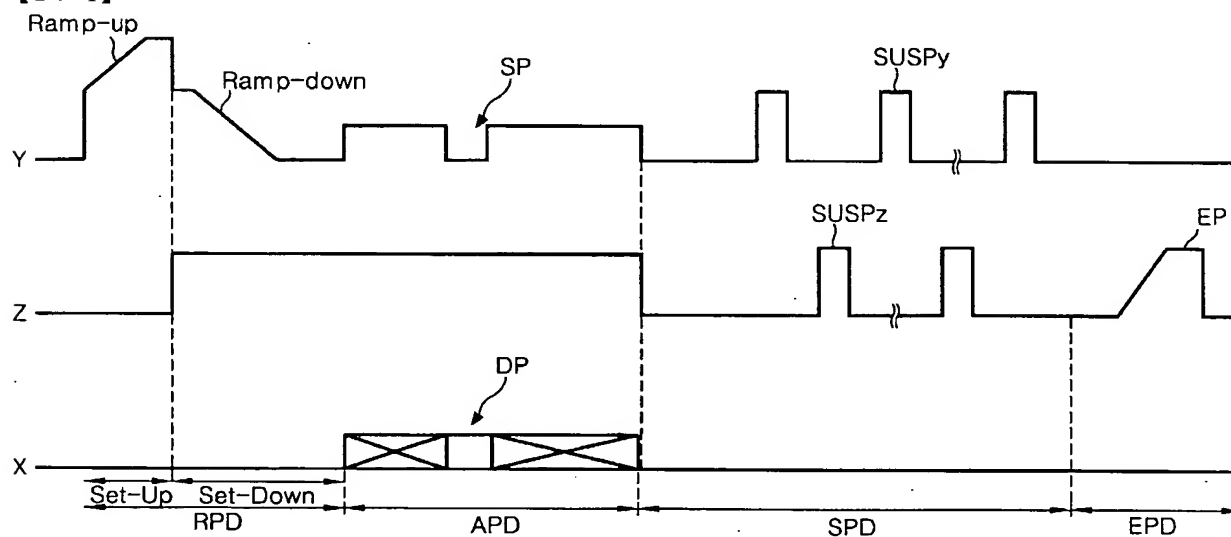 Ramp-up
Ramp-down
SP
SUSPy
Y
SUSPz
EP
Z
DP
X
Set-Up
Set-Down
RPD
APD
SPD
EPD